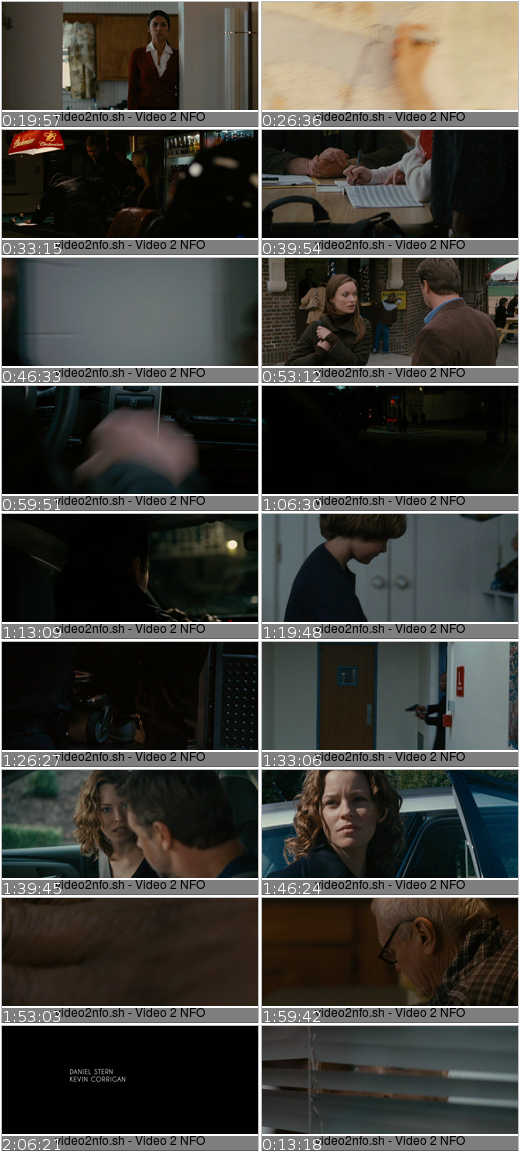 0:19:57 video2nfo.sh - Video 2 NFO
0:26:36 video2nfo.sh - Video 2 NFO
Budweiser
0:33:15 video2nfo.sh - Video 2 NFO
0:39:54 video2nfo.sh - Video 2 NFO
0:46:33 video2nfo.sh - Video 2 NFO
0:53:12 video2nfo.sh - Video 2 NFO
0:59:51 video2nfo.sh - Video 2 NFO
1:06:30 video2nfo.sh - Video 2 NFO
1:13:09 video2nfo.sh - Video 2 NFO
1:19:48 video2nfo.sh - Video 2 NFO
1:26:27 video2nfo.sh - Video 2 NFO
1:33:06 video2nfo.sh - Video 2 NFO
1:39:45 video2nfo.sh - Video 2 NFO
1:46:24 video2nfo.sh - Video 2 NFO
1:53:03 video2nfo.sh - Video 2 NFO
1:59:42 video2nfo.sh - Video 2 NFO
DANIEL STERN
KEVIN CORRIGAN
2:06:21 video2nfo.sh - Video 2 NFO
0:13:18 video2nfo.sh - Video 2 NFO